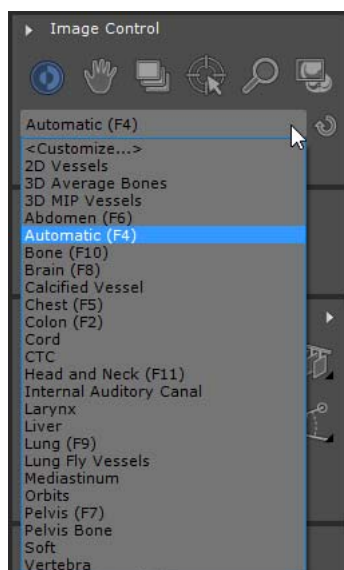 Image Control
Automatic (F4)
<Customize...>
2D Vessels
3D Average Bones
3D MIP Vessels
Abdomen (F6)
Automatic (F4)
Bone (F10)
Brain (F8)
Calcified Vessel
Chest (F5)
Colon (F2)
Cord
CTC
Head and Neck (F11)
Internal Auditory Canal
Larynx
Liver
Lung (F9)
Lung Fly Vessels
Mediastinum
Orbits
Pelvis (F7)
Pelvis Bone
Soft
Vertebra